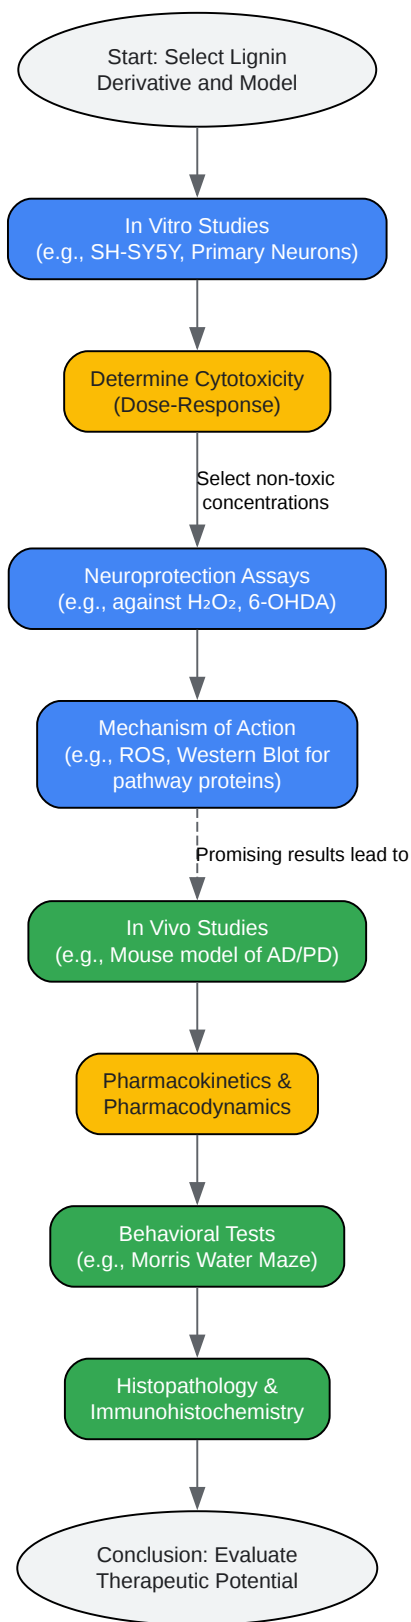 Start: Select Lignin
Derivative and Model
In Vitro Studies
(e.g., SH-SY5Y, Primary Neurons)
Determine Cytotoxicity
(Dose-Response)
Select non-toxic
concentrations
Neuroprotection Assays
(e.g., against H₂O₂, 6-OHDA)
Mechanism of Action
(e.g., ROS, Western Blot for
pathway proteins)
Promising results lead to
In Vivo Studies
(e.g., Mouse model of AD/PD)
Pharmacokinetics &
Pharmacodynamics
Behavioral Tests
(e.g., Morris Water Maze)
Histopathology &
Immunohistochemistry
Conclusion: Evaluate
Therapeutic Potential